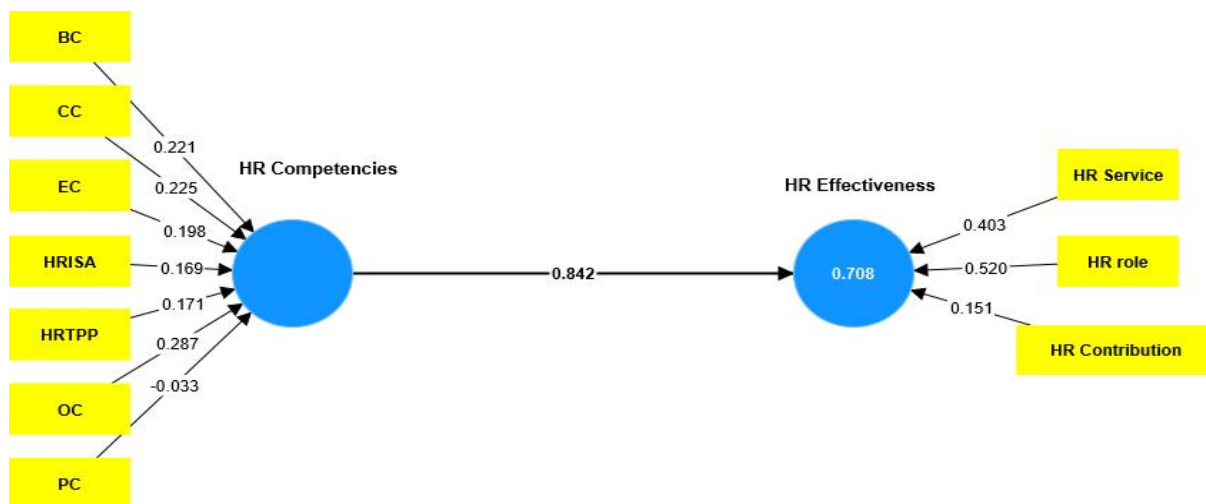 BC
CC
EC
HRISA
HRTPP
OC
PC
0.221
0.225
0.198
0.169
0.171
0.287
-0.033
HR Competencies
0.842
HR Effectiveness
0.708
0.403
0.520
0.151
HR Service
HR role
HR Contribution